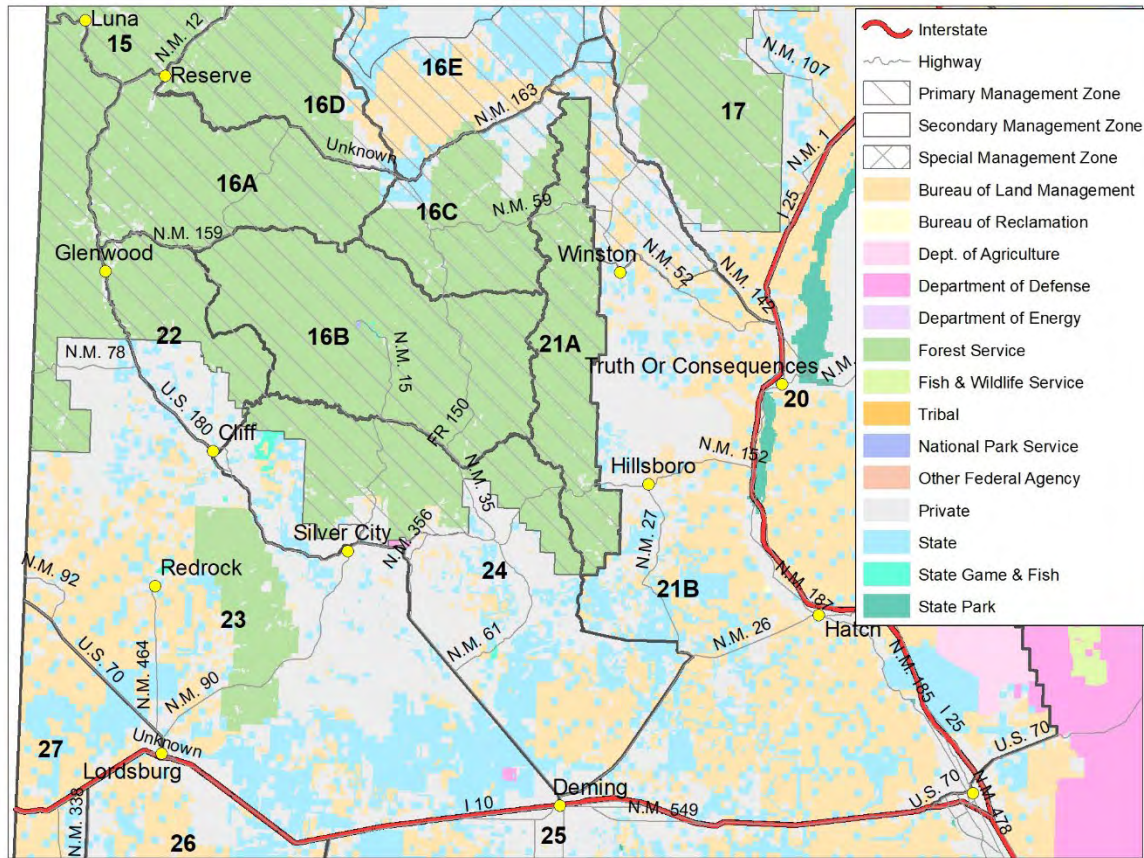 Luna
15
N.M. 12
Reserve
16E
N.M. 163
16D
Unknown
16A
16C
N.M. 59
N.M. 159
Glenwood
17
N.M. 107
N.M. 1
I 25
Winston
N.M. 52
N.M. 142
22
N.M. 78
16B
N.M. 15
21A
Truth Or Consequences
N.M.
20
U.S. 180
Cliff
FR 150
N.M. 35
N.M. 152
Hillsboro
N.M. 27
Silver City
N.M. 356
24
N.M. 92
Redrock
23
N.M. 61
21B
N.M. 187
N.M. 26
Hatch
U.S. 70
N.M. 464
N.M. 90
N.M. 185
I 25
U.S. 70
27
Unknown
Lordsburg
N.M. 338
26
I 10
Deming
N.M. 549
25
U.S. 70
N.M. 478
Interstate
Highway
Primary Management Zone
Secondary Management Zone
Special Management Zone
Bureau of Land Management
Bureau of Reclamation
Dept. of Agriculture
Department of Defense
Department of Energy
Forest Service
Fish & Wildlife Service
Tribal
National Park Service
Other Federal Agency
Private
State
State Game & Fish
State Park